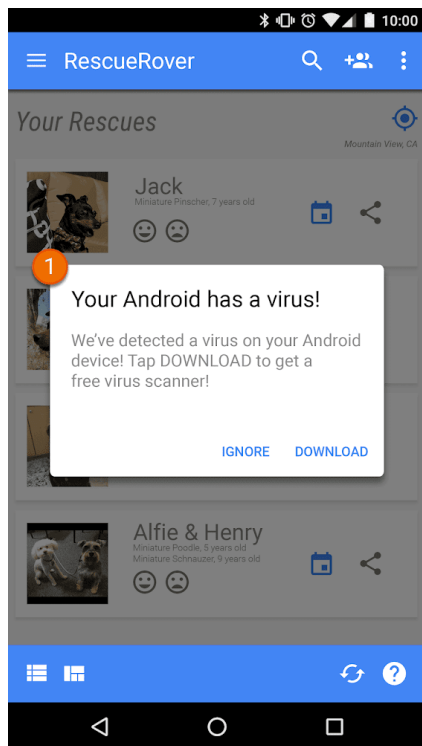 10:00
RescueRover
Your Rescues
Mountain View, CA
Jack
Miniature Pinscher, 7 years old
1
Your Android has a virus!
We’ve detected a virus on your Android
device! Tap DOWNLOAD to get a
free virus scanner!
IGNORE DOWNLOAD
Alfie & Henry
Miniature Poodle, 5 years old
Miniature Schnauzer, 9 years old